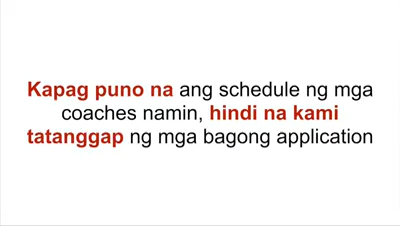 Kapag puno na ang schedule ng mga
coaches namin, hindi na kami
tatanggap ng mga bagong application